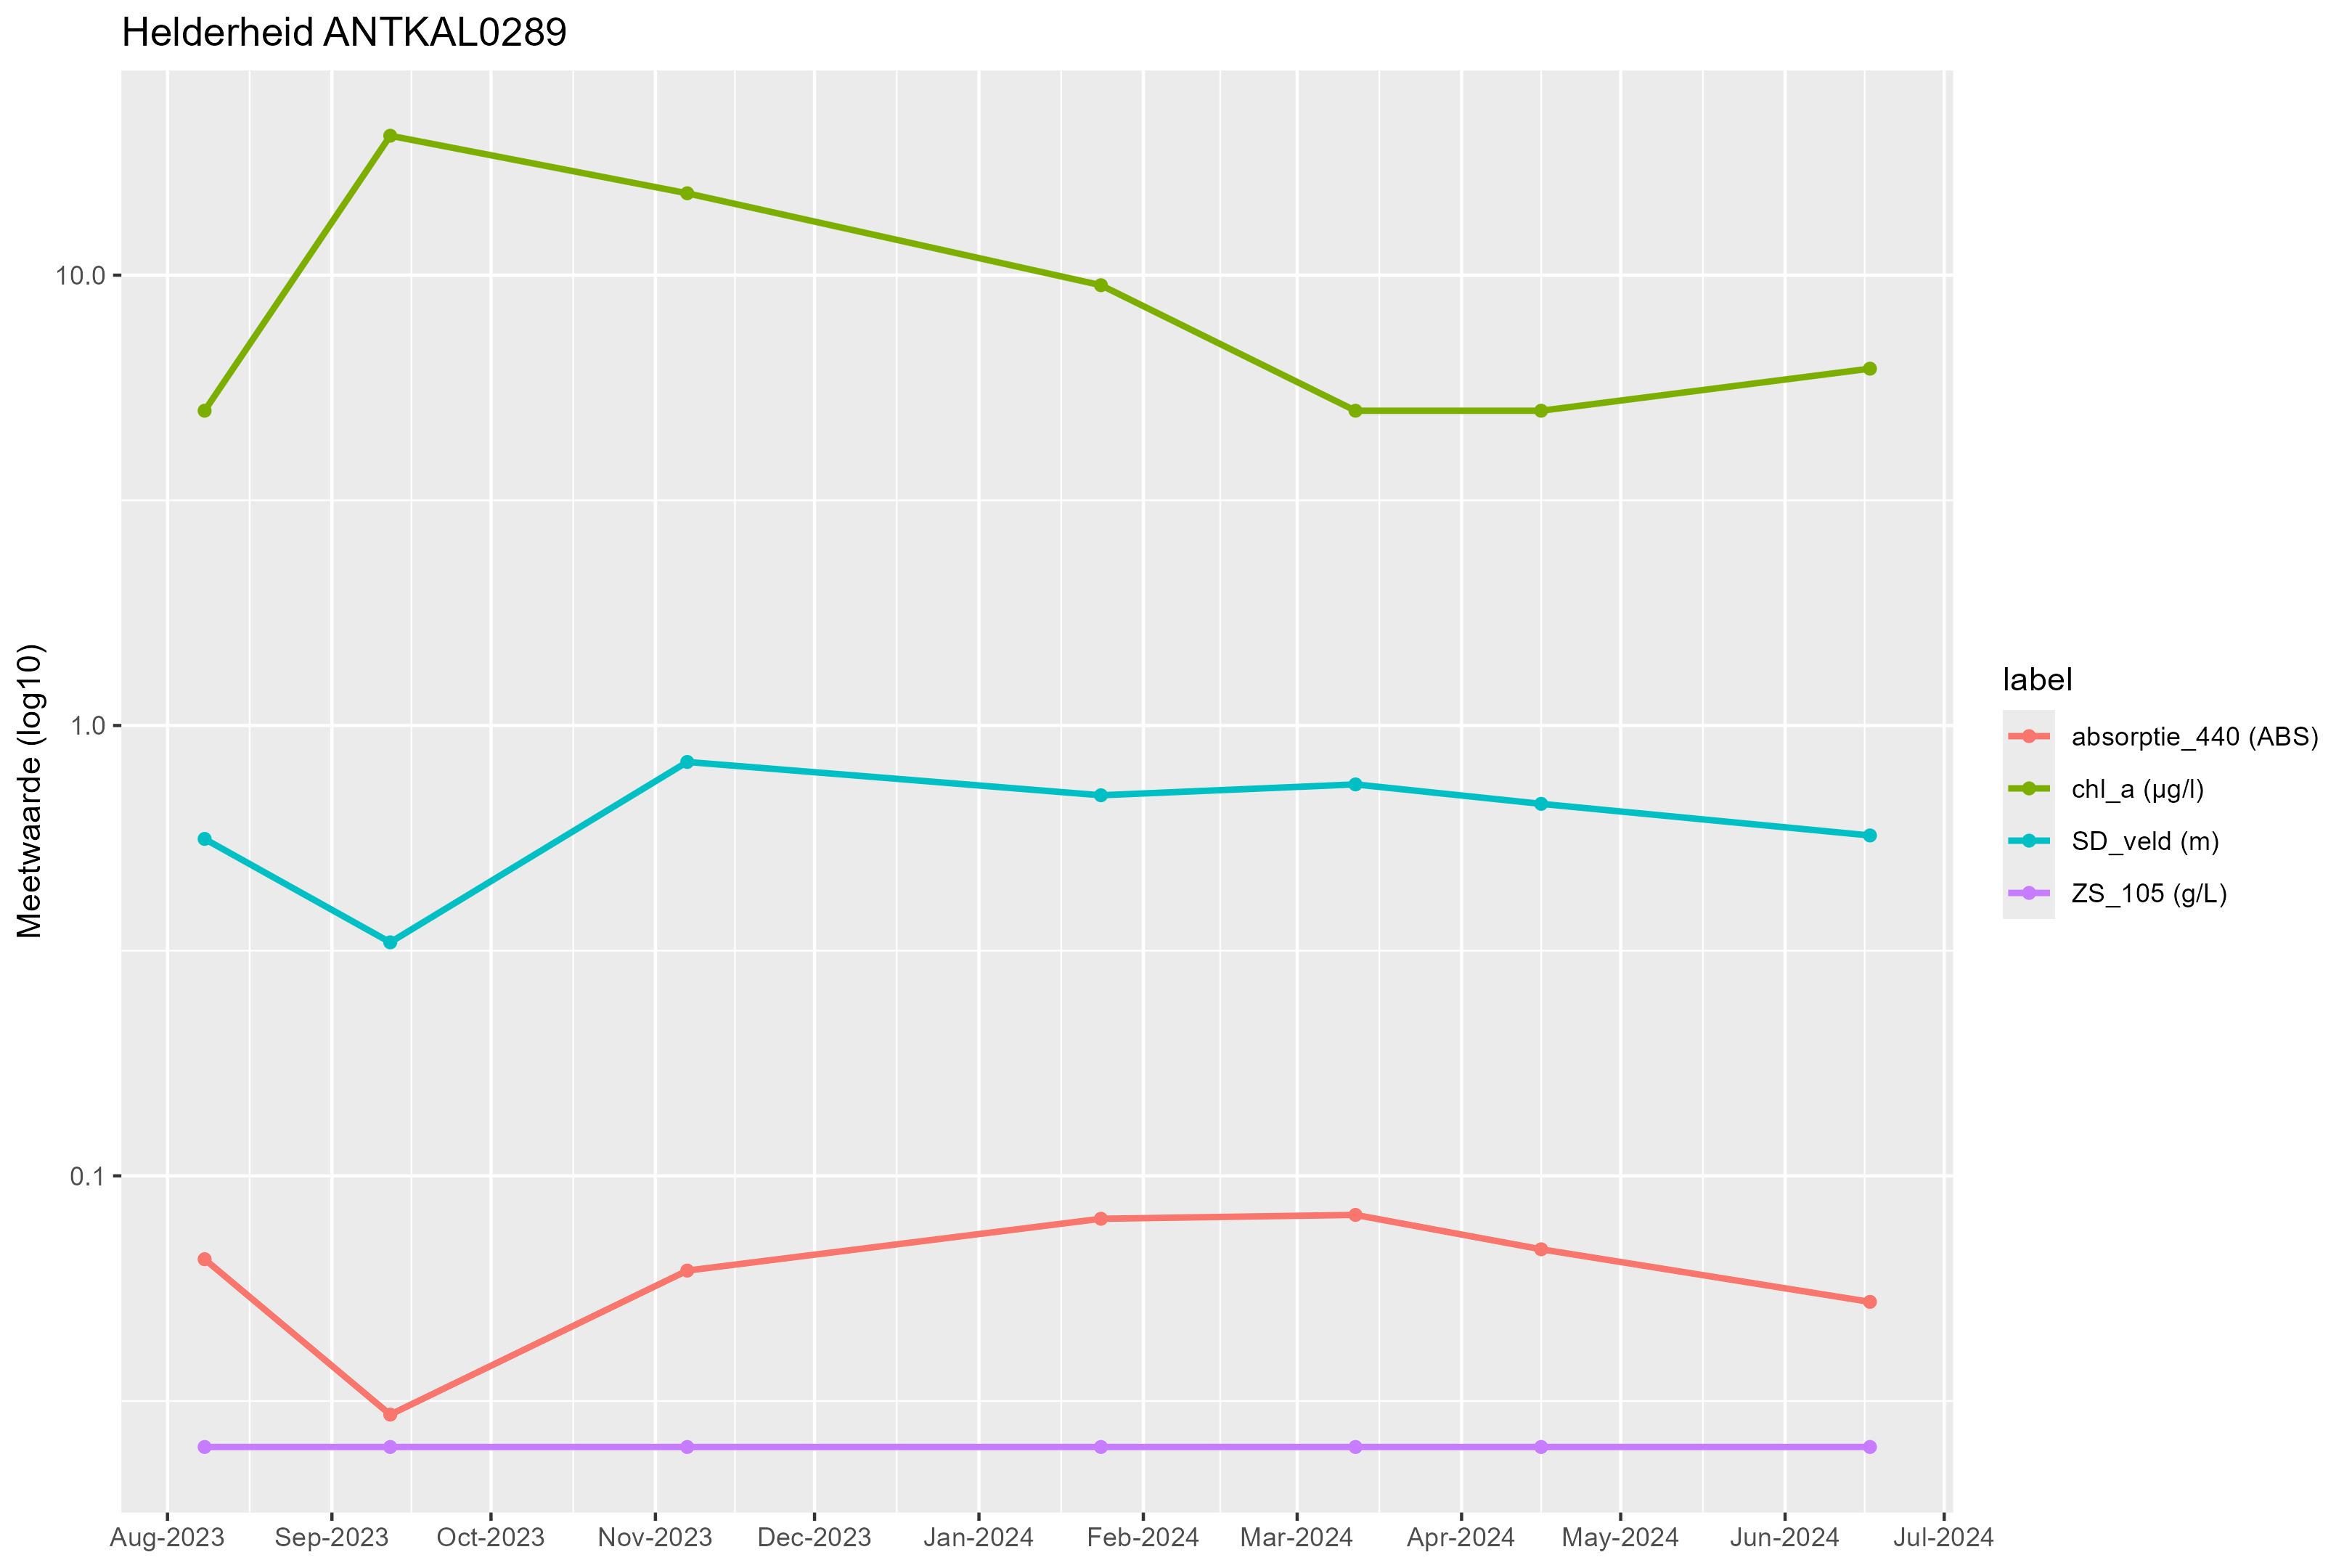 Helderheid ANTKAL0289
Meetwaarde (log10)
10.0
1.0
0.1
Aug-2023 Sep-2023 Oct-2023 Nov-2023 Dec-2023 Jan-2024 Feb-2024 Mar-2024 Apr-2024 May-2024 Jun-2024 Jul-2024
label
absorptie_440 (ABS)
chl_a (µg/l)
SD_veld (m)
ZS_105 (g/L)